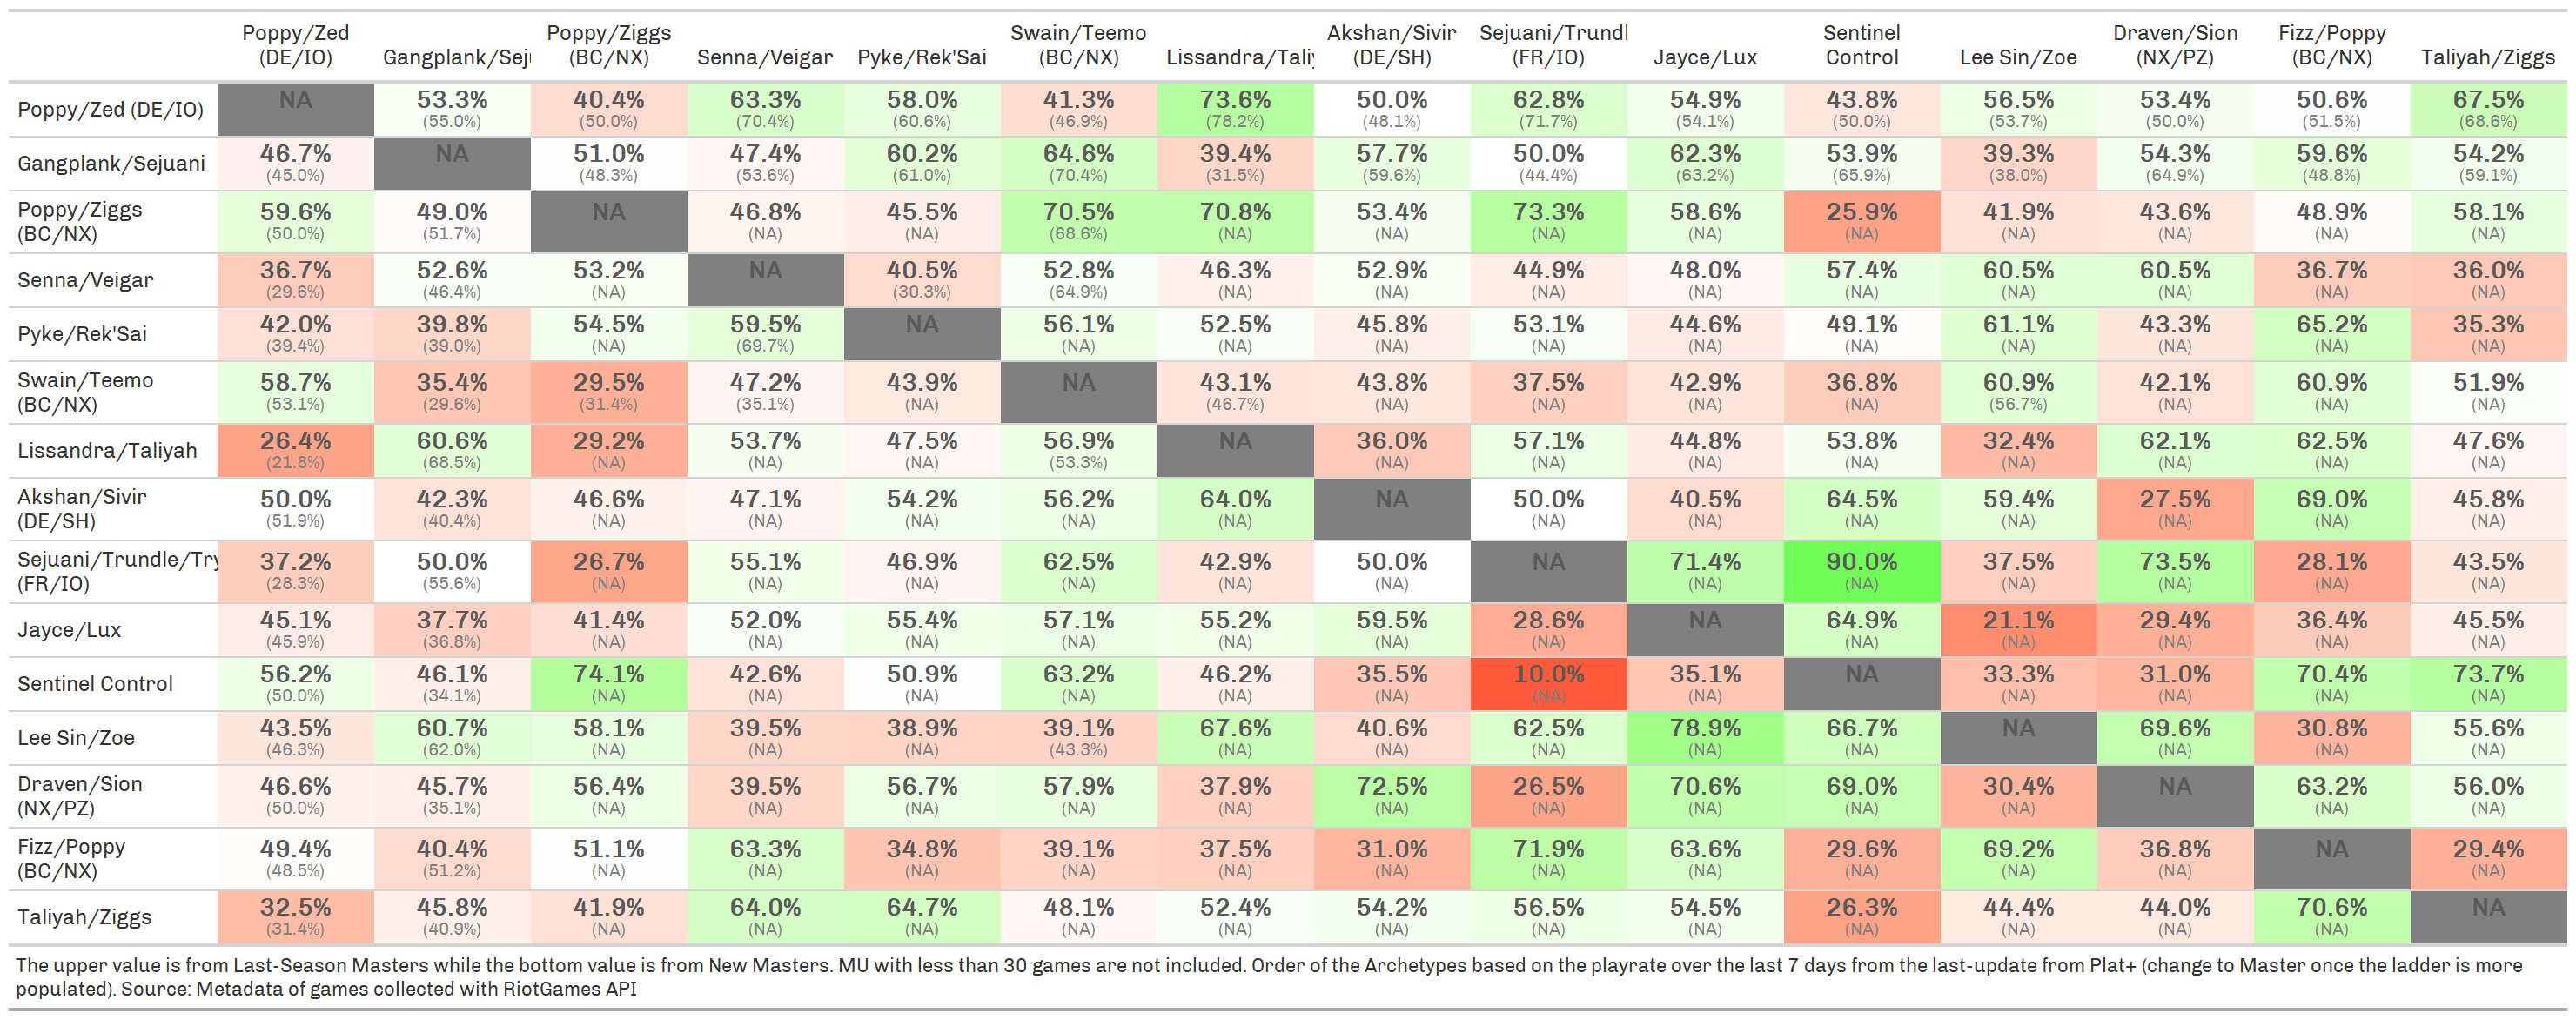 Poppy/Zed (DE/IO) Gangplank/Seju Poppy/Ziggs (BC/NX) Senna/Veigar Pyke/Rek'Sai Swain/Teemo (BC/NX) Lissandra/Taliy Akshan/Sivir (DE/SH) Sejuani/Trundl (FR/IO) Jayce/Lux Sentinel Control Lee Sin/Zoe Draven/Sion (NX/PZ) Fizz/Poppy (BC/NX) Taliyah/Ziggs
Poppy/Zed (DE/IO) NA 53.3% 40.4% 63.3% 58.0% 41.3% 73.6% 50.0% 62.8% 54.9% 43.8% 56.5% 53.4% 50.6% 67.5%
(55.0%) (50.0%) (70.4%) (60.6%) (46.9%) (78.2%) (48.1%) (71.7%) (54.1%) (50.0%) (53.7%) (50.0%) (51.5%) (68.6%)
Gangplank/Sejuani 46.7% NA 51.0% 47.4% 60.2% 64.6% 39.4% 57.7% 50.0% 62.3% 53.9% 39.3% 54.3% 59.6% 54.2%
(45.0%) (48.3%) (53.6%) (61.0%) (70.4%) (31.5%) (59.6%) (44.4%) (63.2%) (65.9%) (38.0%) (64.9%) (48.8%) (59.1%)
Poppy/Ziggs 59.6% 49.0% NA 46.8% 45.5% 70.5% 70.8% 53.4% 73.3% 58.6% 25.9% 41.9% 43.6% 48.9% 58.1%
(BC/NX) (50.0%) (51.7%) (NA) (NA) (68.6%) (NA) (NA) (NA) (NA) (NA) (NA) (NA) (NA) (NA)
Senna/Veigar 36.7% 52.6% 53.2% NA 40.5% 52.8% 46.3% 52.9% 44.9% 48.0% 57.4% 60.5% 60.5% 36.7% 36.0%
(29.6%) (46.4%) (NA) (30.3%) (64.9%) (NA) (NA) (NA) (NA) (NA) (NA) (NA) (NA) (NA)
Pyke/Rek'Sai 42.0% 39.8% 54.5% 59.5% NA 56.1% 52.5% 45.8% 53.1% 44.6% 49.1% 61.1% 43.3% 65.2% 35.3%
(39.4%) (39.0%) (NA) (69.7%) (NA) (NA) (NA) (NA) (NA) (NA) (NA) (NA) (NA) (NA)
Swain/Teemo 58.7% 35.4% 29.5% 47.2% 43.9% NA 43.1% 43.8% 37.5% 42.9% 36.8% 60.9% 42.1% 60.9% 51.9%
(BC/NX) (53.1%) (29.6%) (31.4%) (35.1%) (NA) (46.7%) (NA) (NA) (NA) (NA) (56.7%) (NA) (NA) (NA)
Lissandra/Taliyah 26.4% 60.6% 29.2% 53.7% 47.5% 56.9% NA 36.0% 57.1% 44.8% 53.8% 32.4% 62.1% 62.5% 47.6%
(21.8%) (68.5%) (NA) (NA) (NA) (53.3%) (NA) (NA) (NA) (NA) (NA) (NA) (NA) (NA)
Akshan/Sivir 50.0% 42.3% 46.6% 47.1% 54.2% 56.2% 64.0% NA 50.0% 40.5% 64.5% 59.4% 27.5% 69.0% 45.8%
(DE/SH) (51.9%) (40.4%) (NA) (NA) (NA) (NA) (NA) (NA) (NA) (NA) (NA) (NA) (NA) (NA)
Sejuani/Trundle/Try 37.2% 50.0% 26.7% 55.1% 46.9% 62.5% 42.9% 50.0% NA 71.4% 90.0% 37.5% 73.5% 28.1% 43.5%
(FR/IO) (28.3%) (55.6%) (NA) (NA) (NA) (NA) (NA) (NA) (NA) (NA) (NA) (NA) (NA) (NA)
Jayce/Lux 45.1% 37.7% 41.4% 52.0% 55.4% 57.1% 55.2% 59.5% 28.6% NA 64.9% 21.1% 29.4% 36.4% 45.5%
(45.9%) (36.8%) (NA) (NA) (NA) (NA) (NA) (NA) (NA) (NA) (NA) (NA) (NA) (NA)
Sentinel Control 56.2% 46.1% 74.1% 42.6% 50.9% 63.2% 46.2% 35.5% 10.0% 35.1% NA 33.3% 31.0% 70.4% 73.7%
(50.0%) (34.1%) (NA) (NA) (NA) (NA) (NA) (NA) (NA) (NA) (NA) (NA) (NA) (NA)
Lee Sin/Zoe 43.5% 60.7% 58.1% 39.5% 38.9% 39.1% 67.6% 40.6% 62.5% 78.9% 66.7% NA 69.6% 30.8% 55.6%
(46.3%) (62.0%) (NA) (NA) (NA) (43.3%) (NA) (NA) (NA) (NA) (NA) (NA) (NA) (NA)
Draven/Sion 46.6% 45.7% 56.4% 39.5% 56.7% 57.9% 37.9% 72.5% 26.5% 70.6% 69.0% 30.4% NA 63.2% 56.0%
(NX/PZ) (50.0%) (35.1%) (NA) (NA) (NA) (NA) (NA) (NA) (NA) (NA) (NA) (NA) (NA) (NA)
Fizz/Poppy 49.4% 40.4% 51.1% 63.3% 34.8% 39.1% 37.5% 31.0% 71.9% 63.6% 29.6% 69.2% 36.8% NA 29.4%
(BC/NX) (48.5%) (51.2%) (NA) (NA) (NA) (NA) (NA) (NA) (NA) (NA) (NA) (NA) (NA) (NA)
Taliyah/Ziggs 32.5% 45.8% 41.9% 64.0% 64.7% 48.1% 52.4% 54.2% 56.5% 54.5% 26.3% 44.4% 44.0% 70.6% NA
(31.4%) (40.9%) (NA) (NA) (NA) (NA) (NA) (NA) (NA) (NA) (NA) (NA) (NA) (NA)
The upper value is from Last-Season Masters while the bottom value is from New Masters. MU with less than 30 games are not included. Order of the Archetypes based on the playrate over the last 7 days from the last-update from Plat+ (change to Master once the ladder is more
populated). Source: Metadata of games collected with RiotGames API